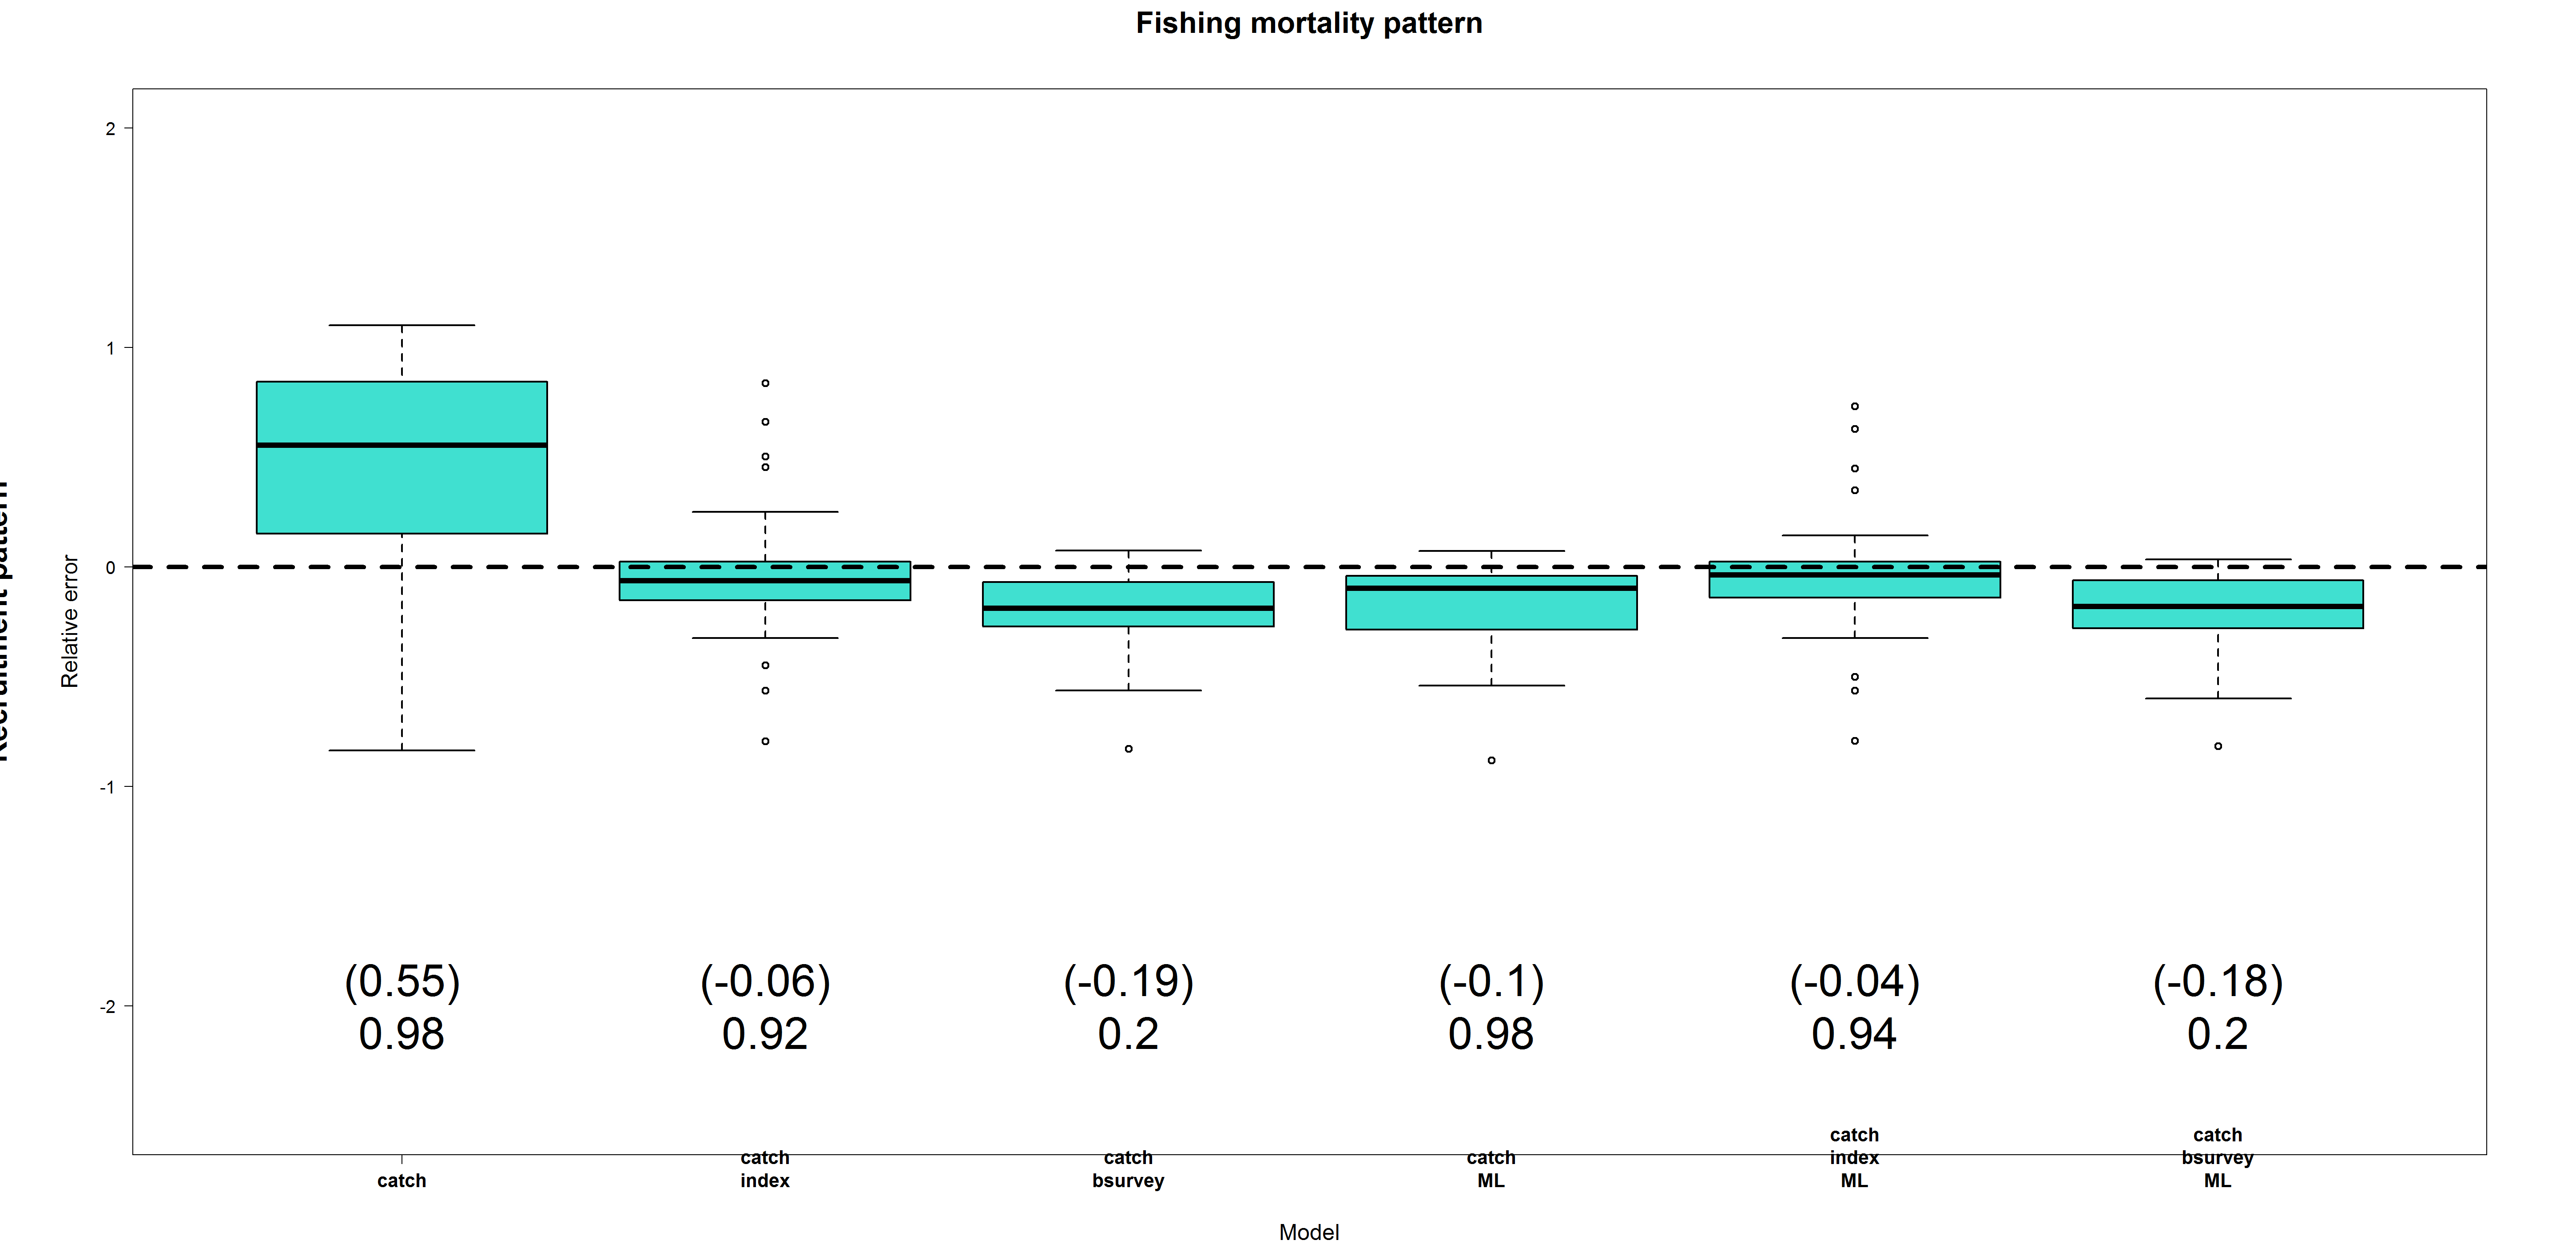 Fishing mortality pattern
Recruitment pattern
Relative error
2
1
0
-1
-2
(0.55) (-0.06) (-0.19) (-0.1) (-0.04) (-0.18)
0.98 0.92 0.2 0.98 0.94 0.2
catch
catch
index
catch
bsurvey
catch
ML
catch
index
ML
catch
bsurvey
ML
Model